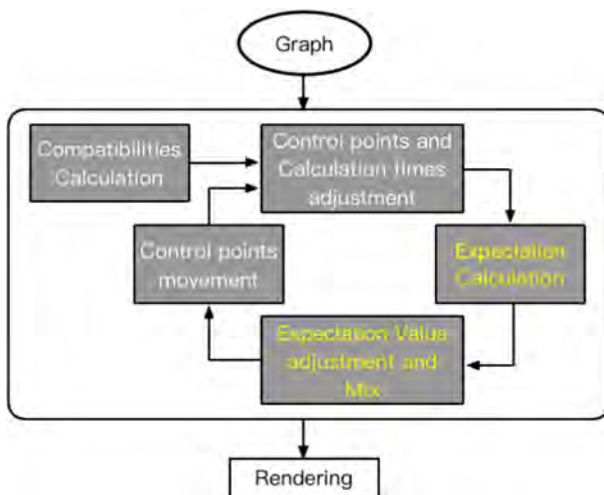 Graph
Compatibilities
Calculation
Control points and
Calculation times
adjustment
Control points
movement
Expectation
Calculation
Expectation Value
adjustment and
Mix
Rendering